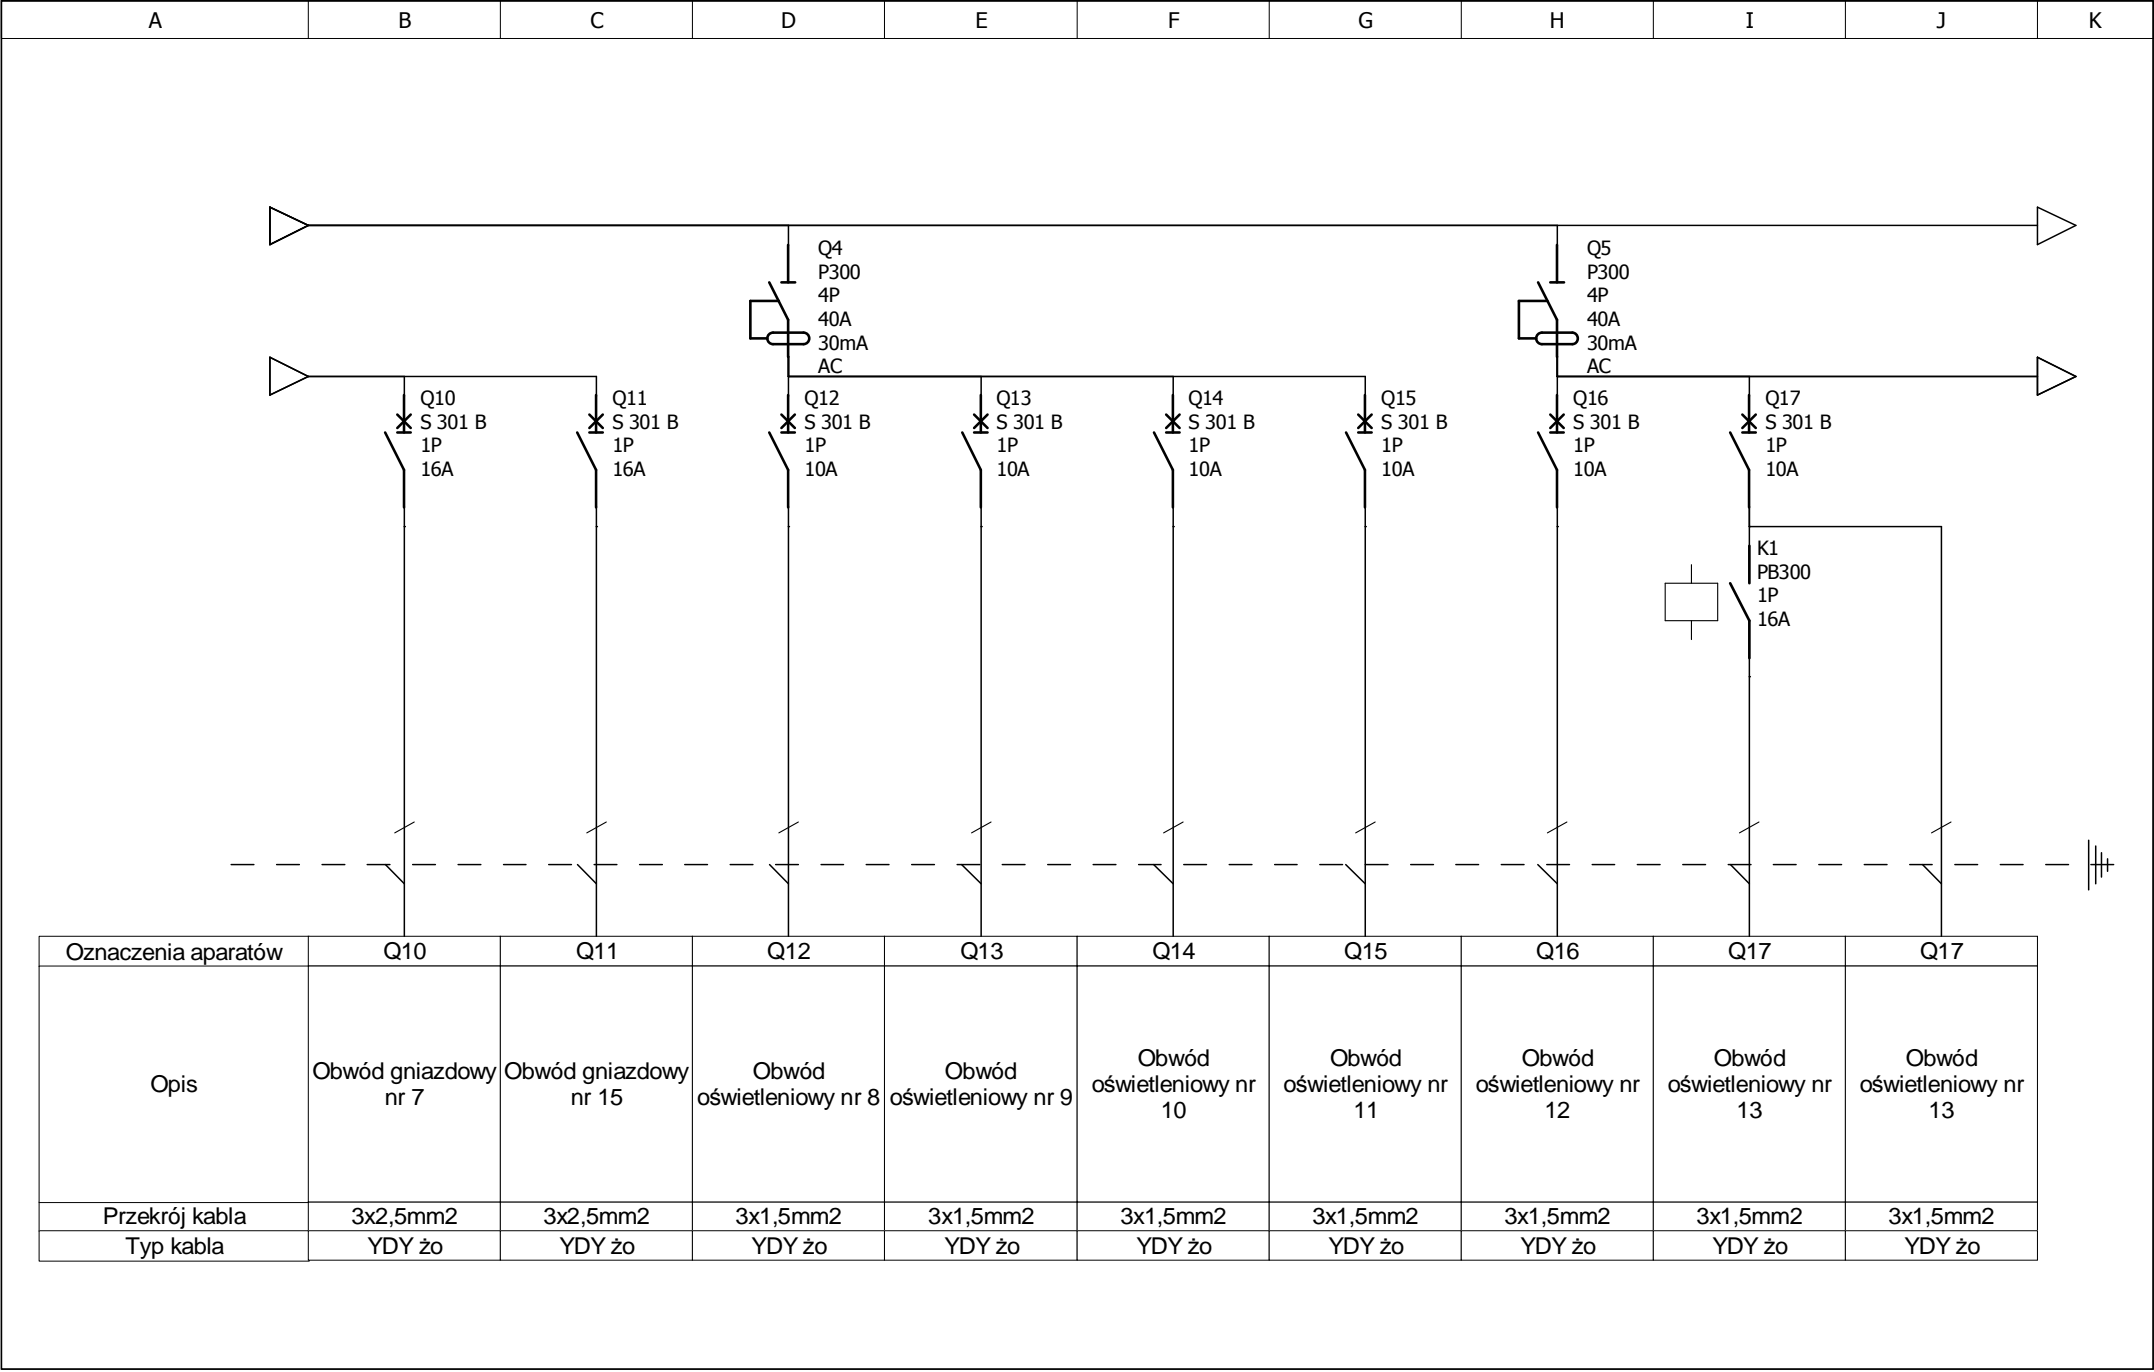 A B C D E F G H I J K
Q4
P300
4P
40A
30mA
AC
Q5
P300
4P
40A
30mA
AC
Q10
S 301 B
1P
16A
Q11
S 301 B
1P
16A
Q12
S 301 B
1P
10A
Q13
S 301 B
1P
10A
Q14
S 301 B
1P
10A
Q15
S 301 B
1P
10A
Q16
S 301 B
1P
10A
Q17
S 301 B
1P
10A
K1
PB300
1P
16A
Oznaczenia aparatów Q10 Q11 Q12 Q13 Q14 Q15 Q16 Q17 Q17
Opis
Obwód gniazdowy
nr 7
Obwód gniazdowy
nr 15
Obwód
oświetleniowy nr 8
Obwód
oświetleniowy nr 9
Obwód
oświetleniowy nr
10
Obwód
oświetleniowy nr
11
Obwód
oświetleniowy nr
12
Obwód
oświetleniowy nr
13
Obwód
oświetleniowy nr
13
Przekrój kabla 3x2,5mm2 3x2,5mm2 3x1,5mm2 3x1,5mm2 3x1,5mm2 3x1,5mm2 3x1,5mm2 3x1,5mm2 3x1,5mm2
Typ kabla YDY żo YDY żo YDY żo YDY żo YDY żo YDY żo YDY żo YDY żo YDY żo